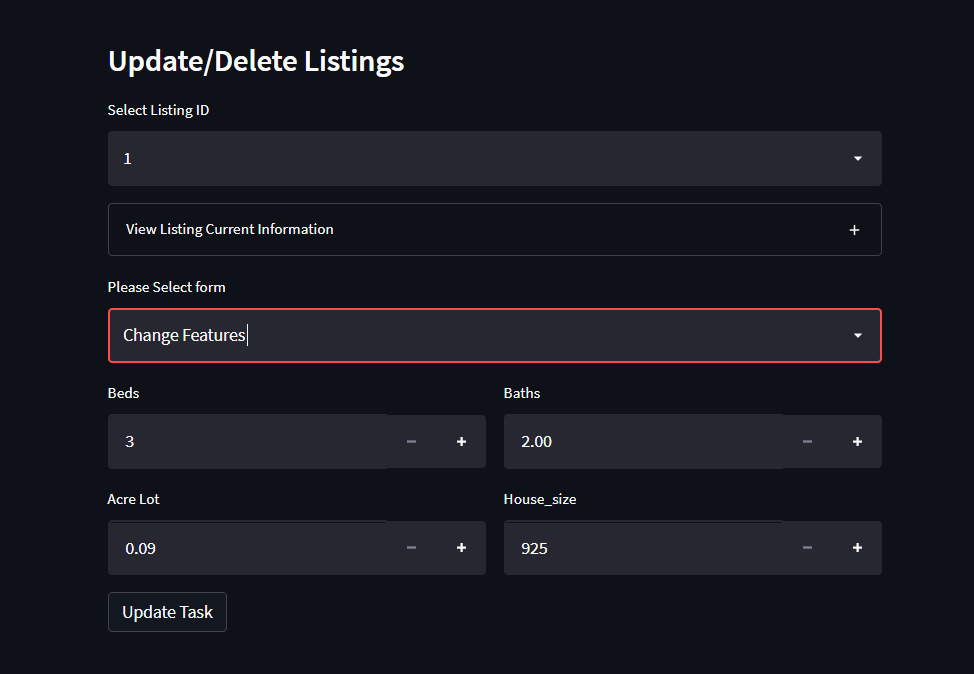 Update/Delete Listings
Select Listing ID
1
View Listing Current Information
Please Select form
Change Features
Beds
Baths
3
2.00
Acre Lot
House_size
0.09
925
Update Task